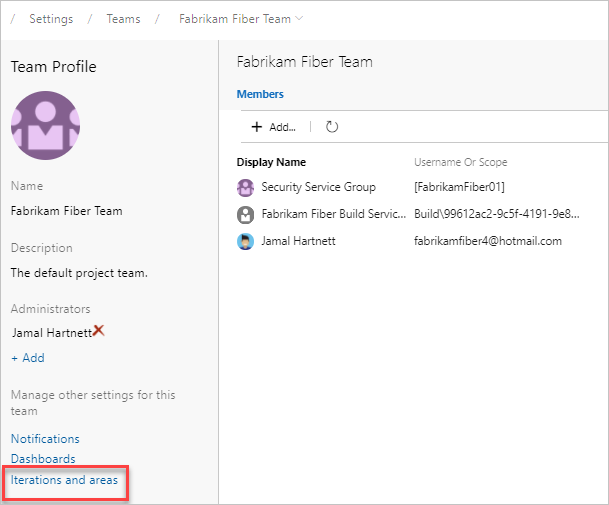 / Settings / Teams / Fabrikam Fiber Team
Team Profile
Name
Fabrikam Fiber Team
Description
The default project team.
Administrators
Jamal Hartnett
+ Add
Manage other settings for this
team
Notifications
Dashboards
Iterations and areas
Fabrikam Fiber Team
Members
+ Add...
Display Name Username Or Scope
Security Service Group [FabrikamFiber01]
Fabrikam Fiber Build Servic... Build\99612ac2-9c5f-4191-9e8...
Jamal Hartnett fabrikamfiber4@hotmail.com